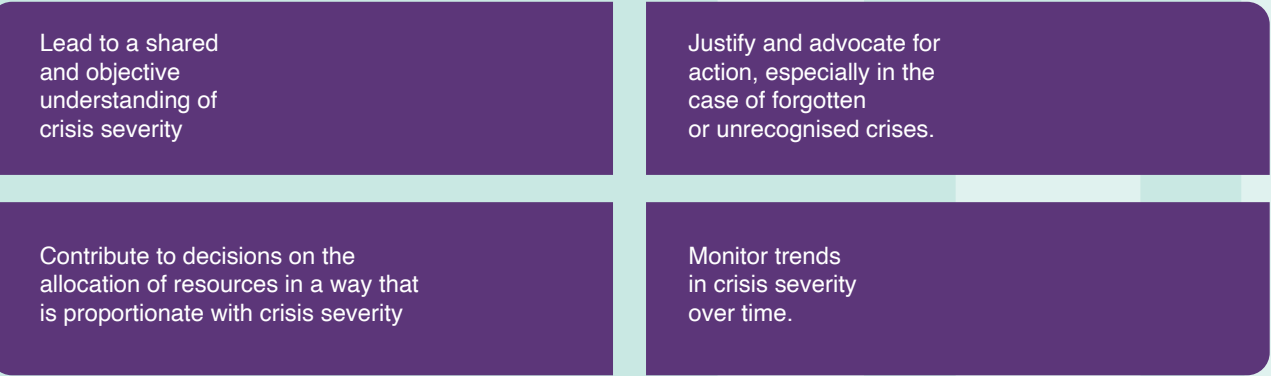 Lead to a shared
and objective
understanding of
crisis severity
Justify and advocate for
action, especially in the
case of forgotten
or unrecognised crises.
Contribute to decisions on the
allocation of resources in a way that
is proportionate with crisis severity
Monitor trends
in crisis severity
over time.